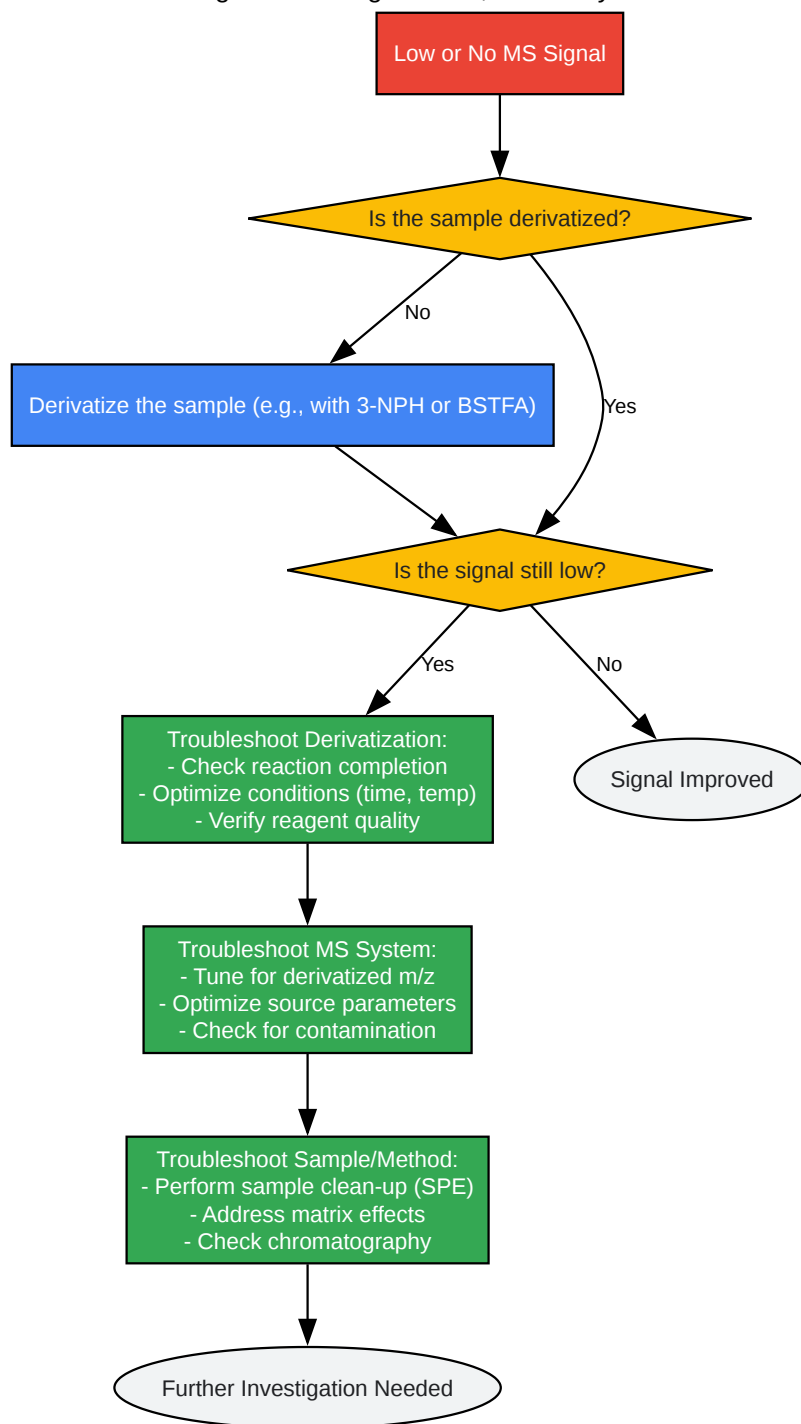 Low or No MS Signal
Is the sample derivatized?
No
Derivatize the sample (e.g., with 3-NPH or BSTFA)
Yes
Is the signal still low?
Yes
No
Troubleshoot Derivatization:
- Check reaction completion
- Optimize conditions (time, temp)
- Verify reagent quality
Signal Improved
Troubleshoot MS System:
- Tune for derivatized m/z
- Optimize source parameters
- Check for contamination
Troubleshoot Sample/Method:
- Perform sample clean-up (SPE)
- Address matrix effects
- Check chromatography
Further Investigation Needed